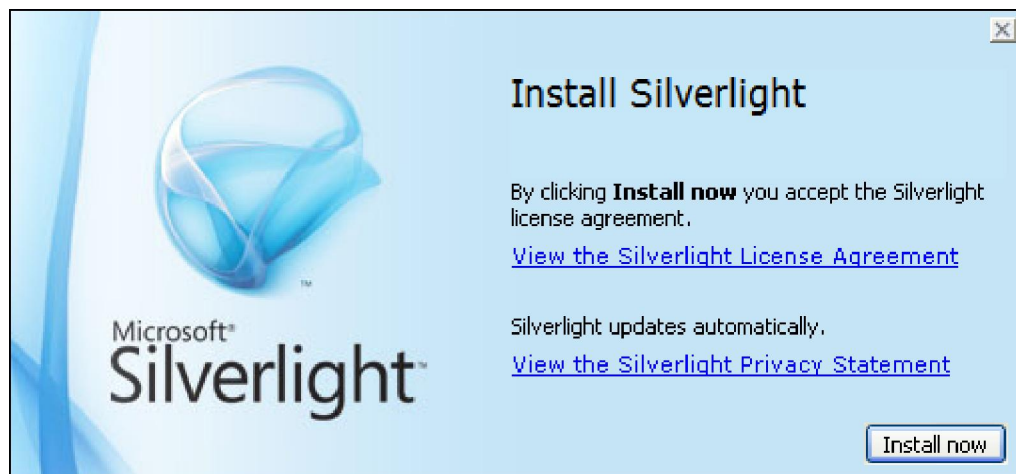 Install Silverlight
By clicking Install now you accept the Silverlight
license agreement.
View the Silverlight License Agreement
Silverlight updates automatically.
View the Silverlight Privacy Statement
Install now
Microsoft®
Silverlight™
™